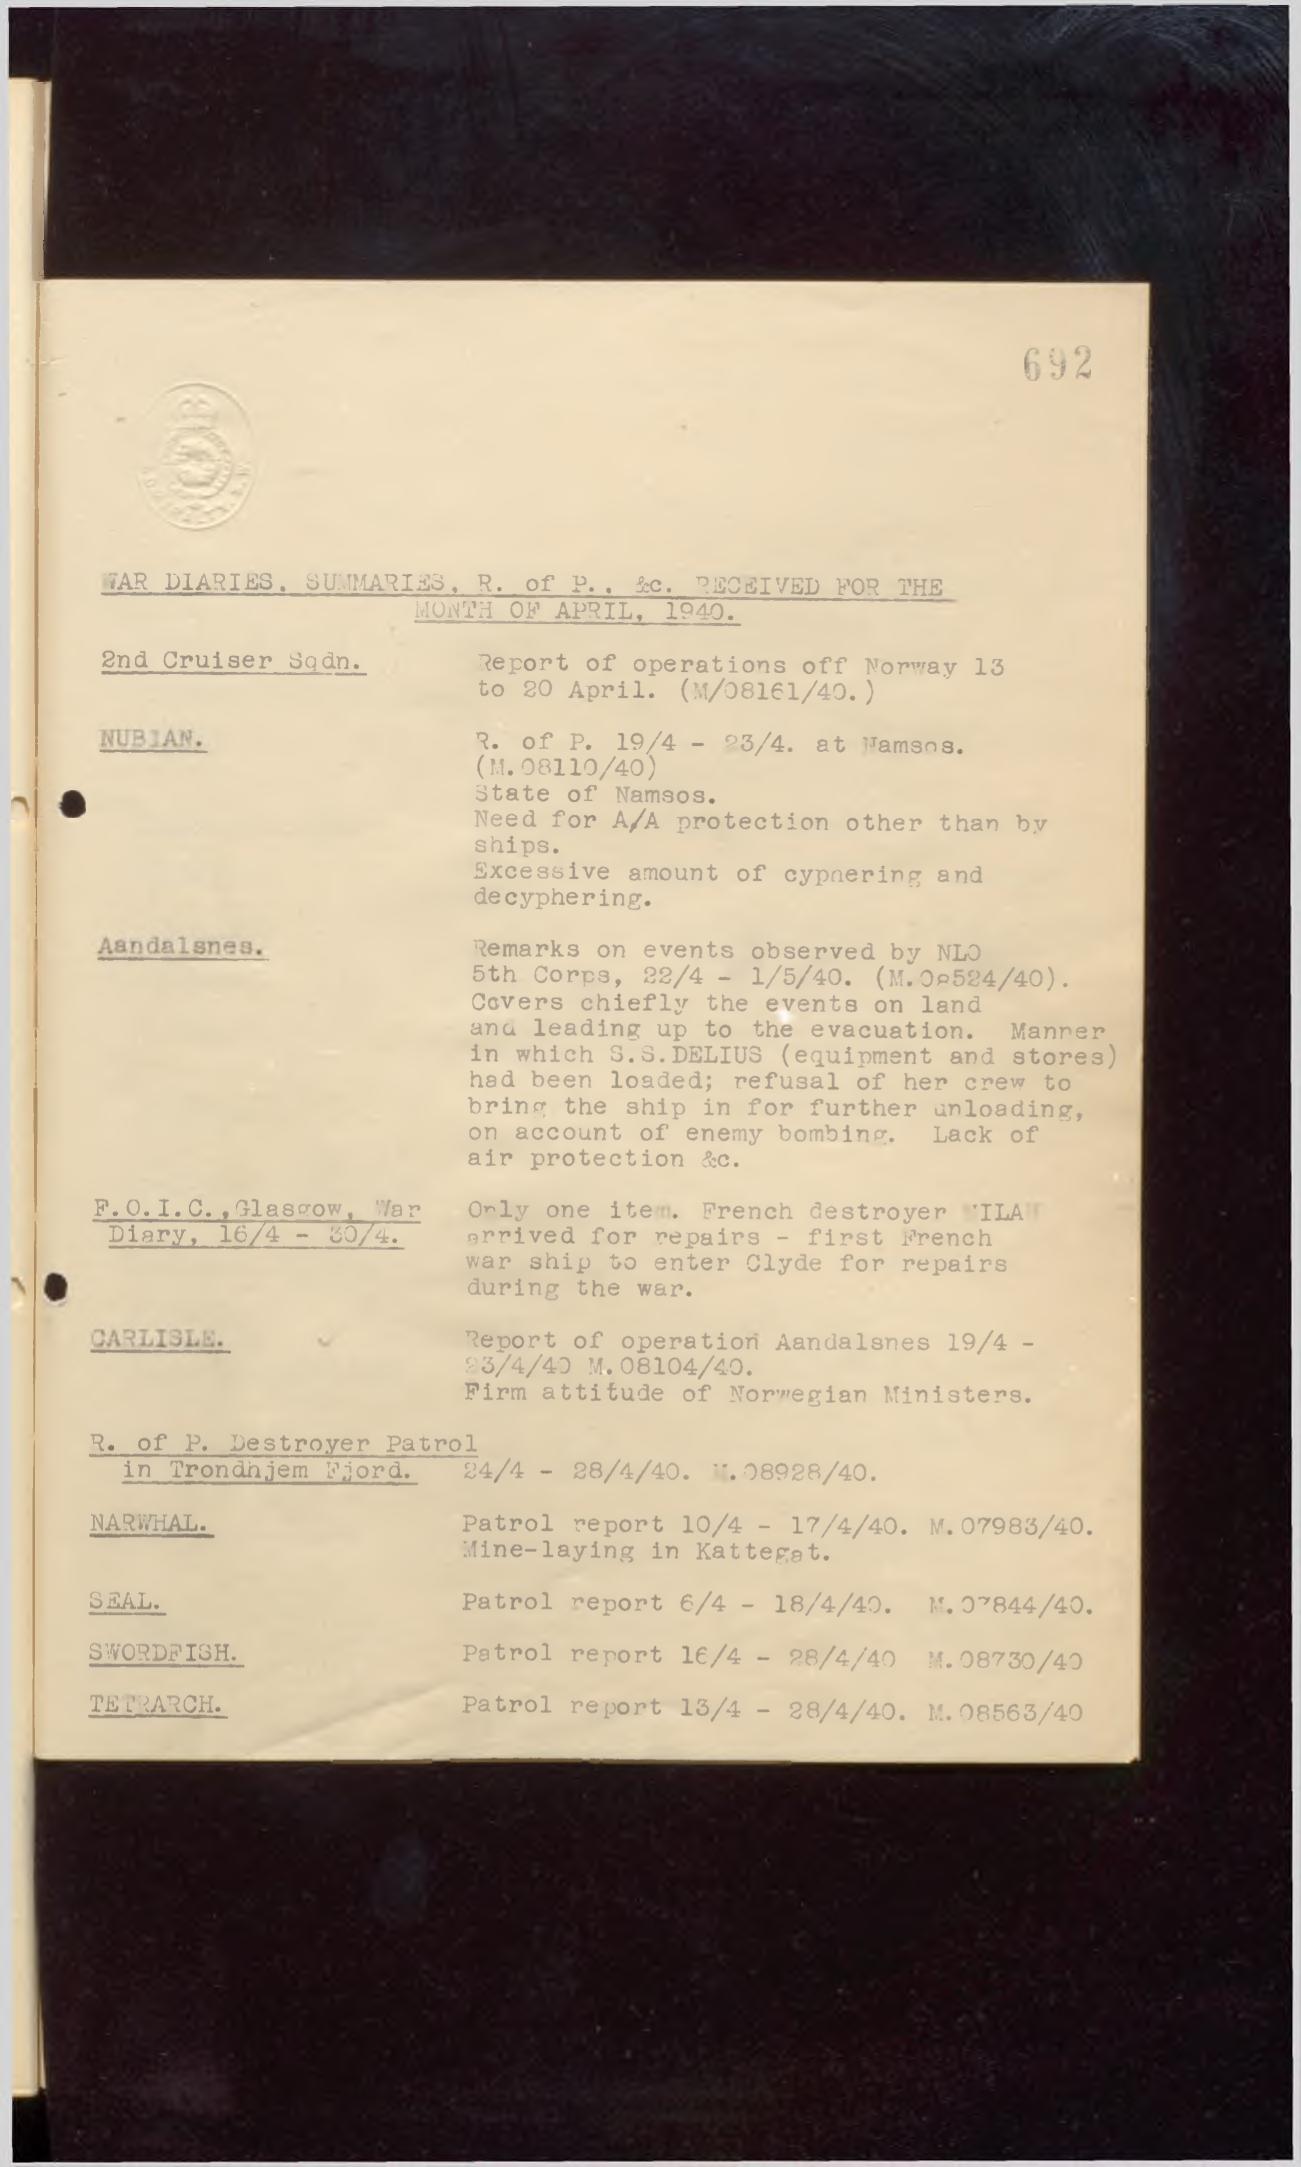 692
WAR DIARIES, SUMMARIES, R. of P., &c. RECEIVED FOR THE
MONTH OF APRIL, 1940.
2nd Cruiser Sqdn. Report of operations off Norway 13
to 20 April. (M/08161/40.)
NUBIAN. R. of P. 19/4 - 23/4. at Namsos.
(M.08110/40)
State of Namsos.
Need for A/A protection other than by
ships.
Excessive amount of cyphering and
decyphering.
Aandalsnes. Remarks on events observed by NLO
5th Corps, 22/4 - 1/5/40. (M.08524/40).
Covers chiefly the events on land
and leading up to the evacuation. Manner
in which S.S.DELIUS (equipment and stores)
had been loaded; refusal of her crew to
bring the ship in for further unloading,
on account of enemy bombing. Lack of
air protection &c.
F.O.I.C.,Glasgow, War Only one item. French destroyer
Diary, 16/4 - 30/4. arrived for repairs - first French
war ship to enter Clyde for repairs
during the war.
CARLISLE. Report of operation Aandalsnes 19/4 -
23/4/40 M.08104/40.
Firm attitude of Norwegian Ministers.
R. of P. Destroyer Patrol
in Trondhjem Fjord. 24/4 - 28/4/40. M.08928/40.
NARWHAL. Patrol report 10/4 - 17/4/40. M.07983/40.
Mine-laying in Kattegat.
SEAL. Patrol report 6/4 - 18/4/40. M.07844/40.
SWORDFISH. Patrol report 16/4 - 28/4/40 M.08730/40
TETRARCH. Patrol report 13/4 - 28/4/40. M.08563/40